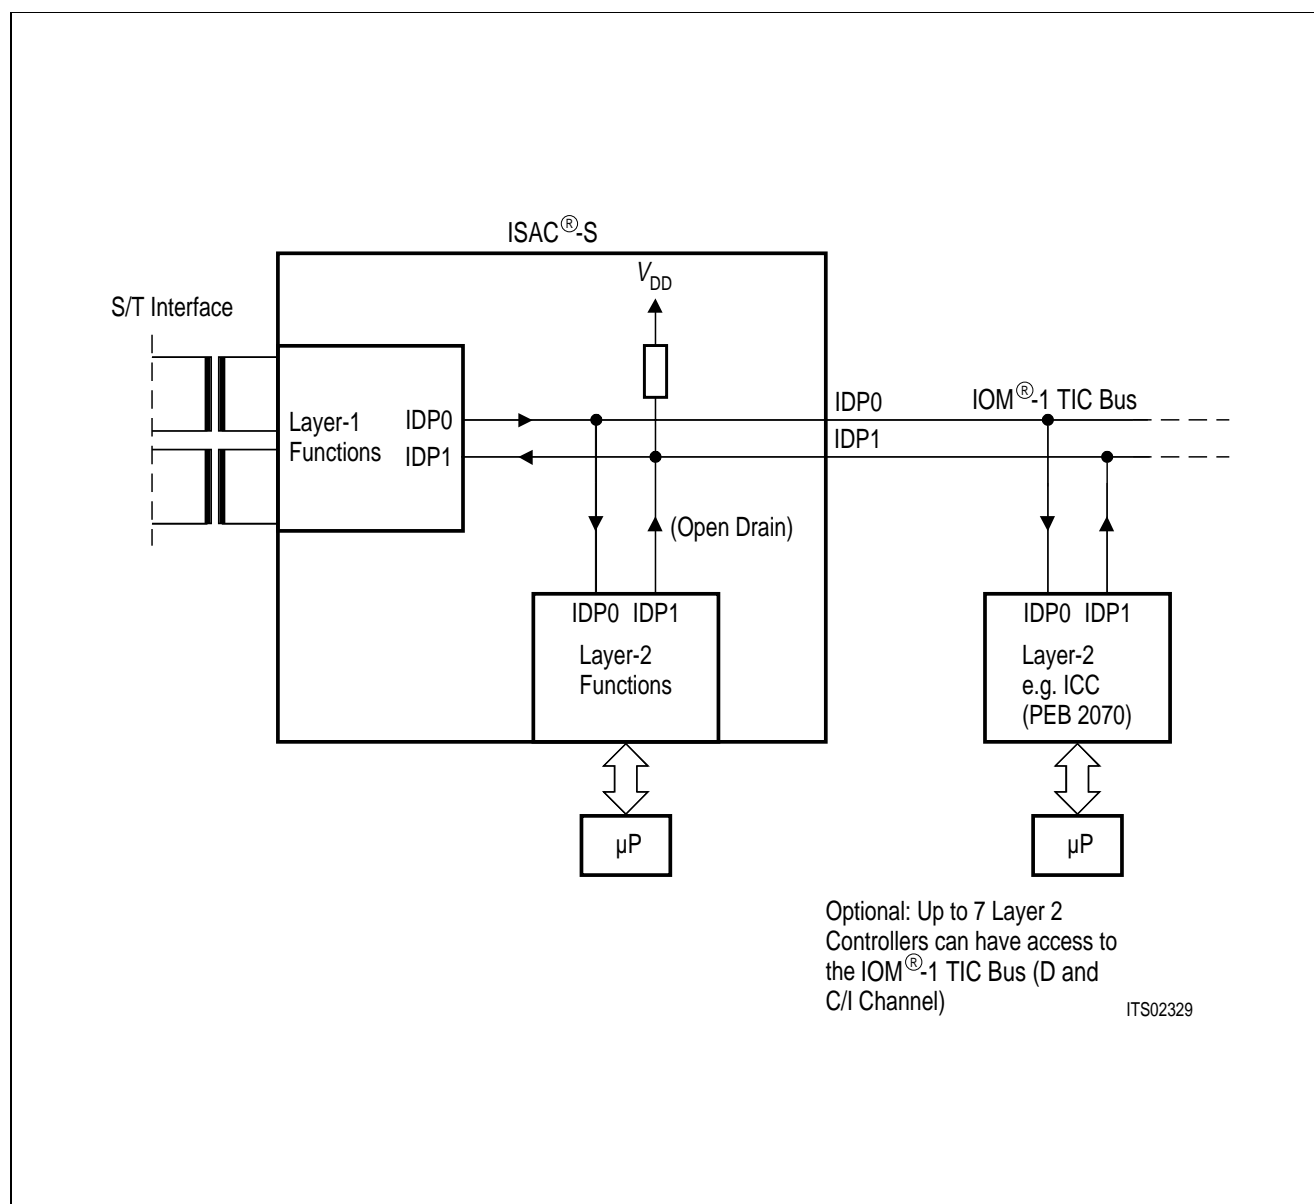 ISAC®-S
VDD
S/T Interface
IDP0
IOM®-1 TIC Bus
Layer-1
Functions
IDP0
IDP1
IDP1
(Open Drain)
IDP0 IDP1
Layer-2
Functions
IDP0 IDP1
Layer-2
e.g. ICC
(PEB 2070)
µP
µP
Optional: Up to 7 Layer 2
Controllers can have access to
the IOM®-1 TIC Bus (D and
C/I Channel)
ITS02329